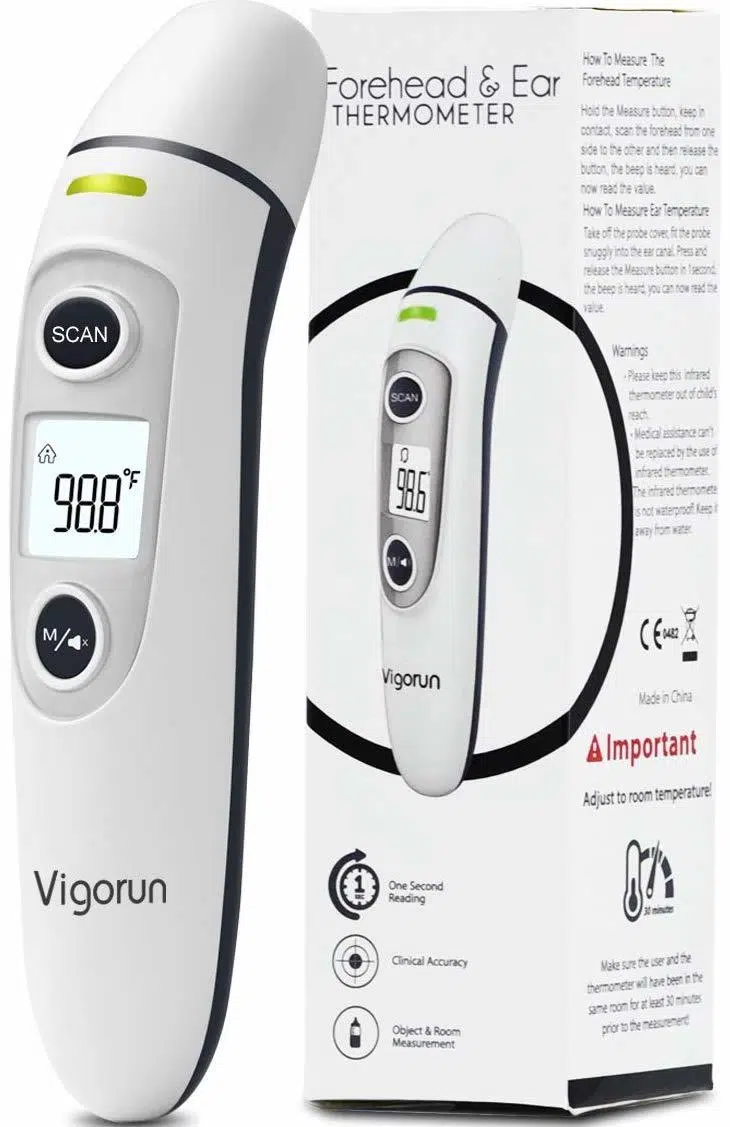 SCAN
98.8°F
M/
x
Vigorun
Forehead & Ear
THERMOMETER
SCAN
98.6°
M/
Vigorun
1
SEC
One Second
Reading
Clinical Accuracy
Object & Room
Measurement
How To Measure The
Forehead Temperature
Hold the Measure button, keep in
contact, scan the forehead from one
side to the other and then release the
button, the beep is heard, you can
now read the value.
How To Measure Ear Temperature
Take off the probe cover, fit the probe
snuggly into the ear canal. Press and
release the Measure button in 1second,
the beep is heard, you can now read the
value.
Warnings
- Please keep this infrared
thermometer out of child's
reach.
- Medical assistance can't
be replaced by the use of
infrared thermometer.
The infrared thermomete
is not waterproof. Keep it
away from water.
CE 0482
Made in China
Important
Adjust to room temperature!
30 minutes
Make sure the user and the
thermometer will have been in the
same room for at least 30 minutes
prior to the measurement!